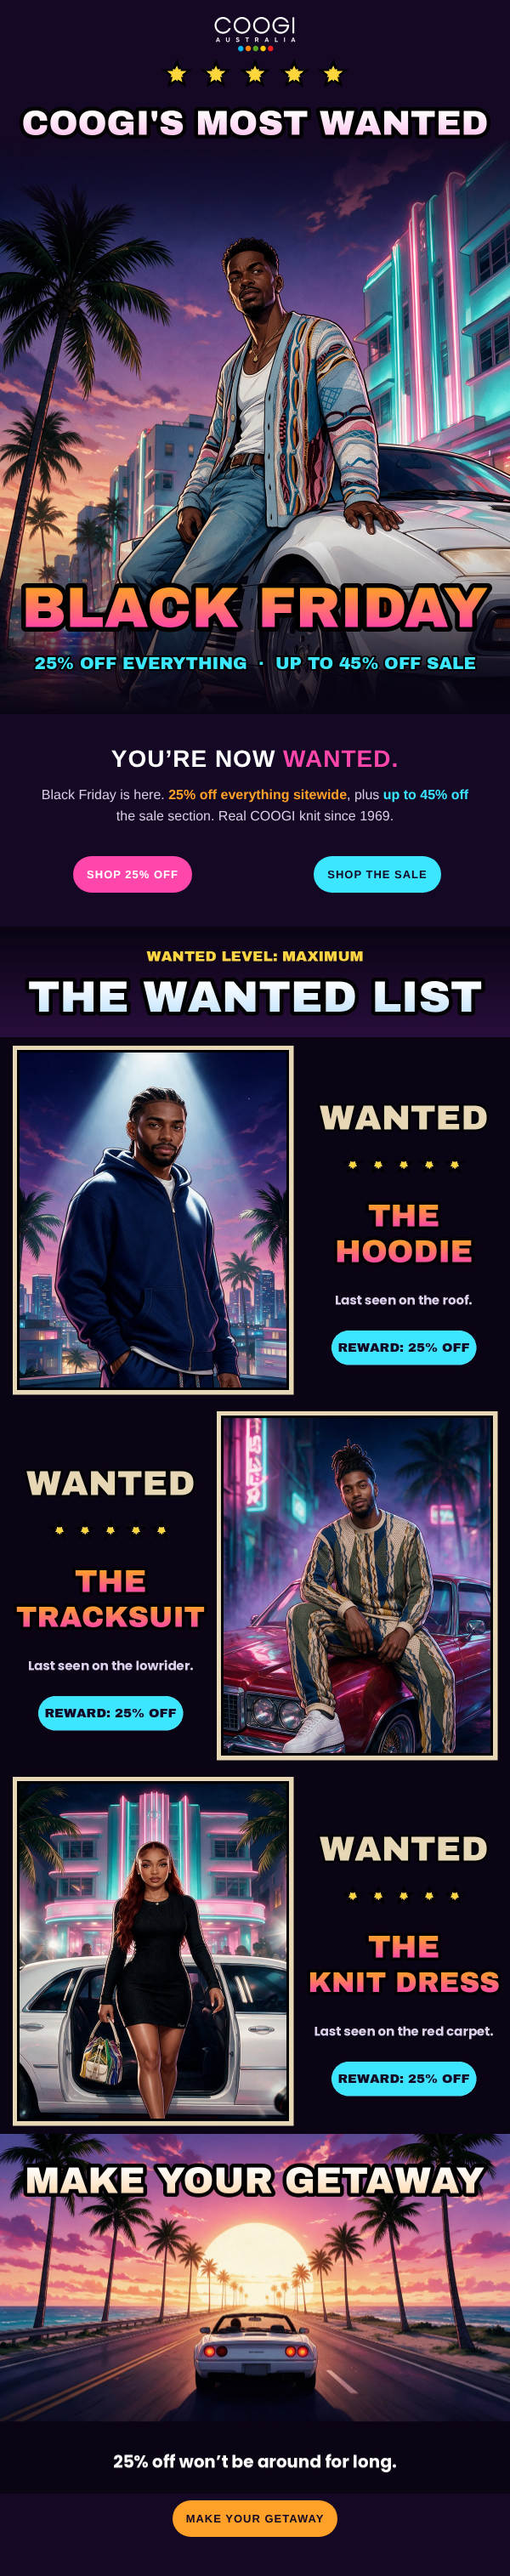 COOGI
AUSTRALIA
COOGI'S MOST WANTED
BLACK FRIDAY
25% OFF EVERYTHING · UP TO 45% OFF SALE
YOU’RE NOW WANTED.
Black Friday is here. 25% off everything sitewide, plus up to 45% off
the sale section. Real COOGI knit since 1969.
SHOP 25% OFF
SHOP THE SALE
WANTED LEVEL: MAXIMUM
THE WANTED LIST
WANTED
THE
HOODIE
Last seen on the roof.
REWARD: 25% OFF
WANTED
THE
TRACKSUIT
Last seen on the lowrider.
REWARD: 25% OFF
WANTED
THE
KNIT DRESS
Last seen on the red carpet.
REWARD: 25% OFF
MAKE YOUR GETAWAY
25% off won’t be around for long.
MAKE YOUR GETAWAY